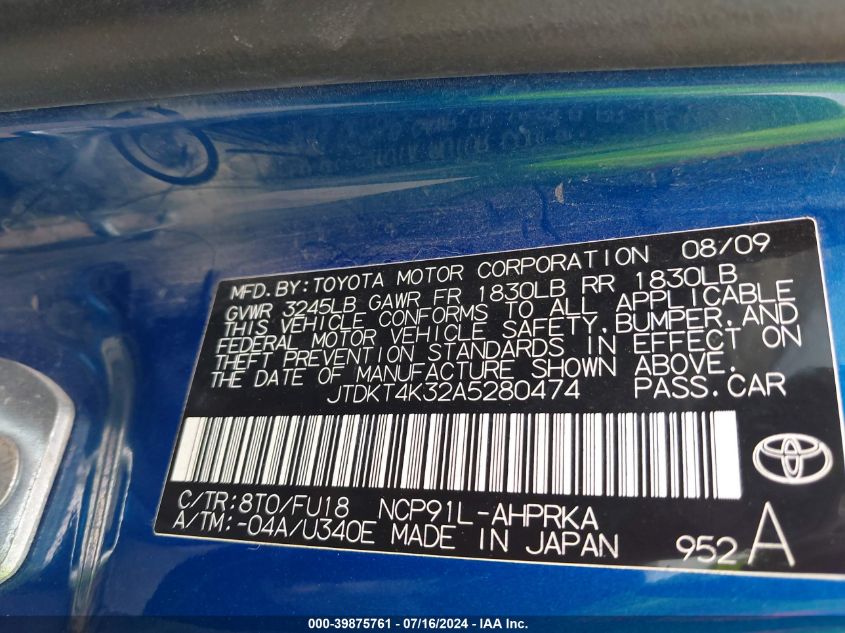 MFD.BY:TOYOTA MOTOR CORPORATION 08/09
GVWR 3245LB GAWR FR 1830LB RR 1830LB
THIS VEHICLE CONFORMS TO ALL APPLICABLE
FEDERAL MOTOR VEHICLE SAFETY,BUMPER,AND
THEFT PREVENTION STANDARDS IN EFFECT ON
THE DATE OF MANUFACTURE SHOWN ABOVE.
JTDKT4K32A5280474 PASS.CAR
C/TR:8T0/FU18 NCP91L-AHPRKA
A/TM:-04A/U340E MADE IN JAPAN 952 A
000-39875761 - 07/16/2024 - IAA Inc.